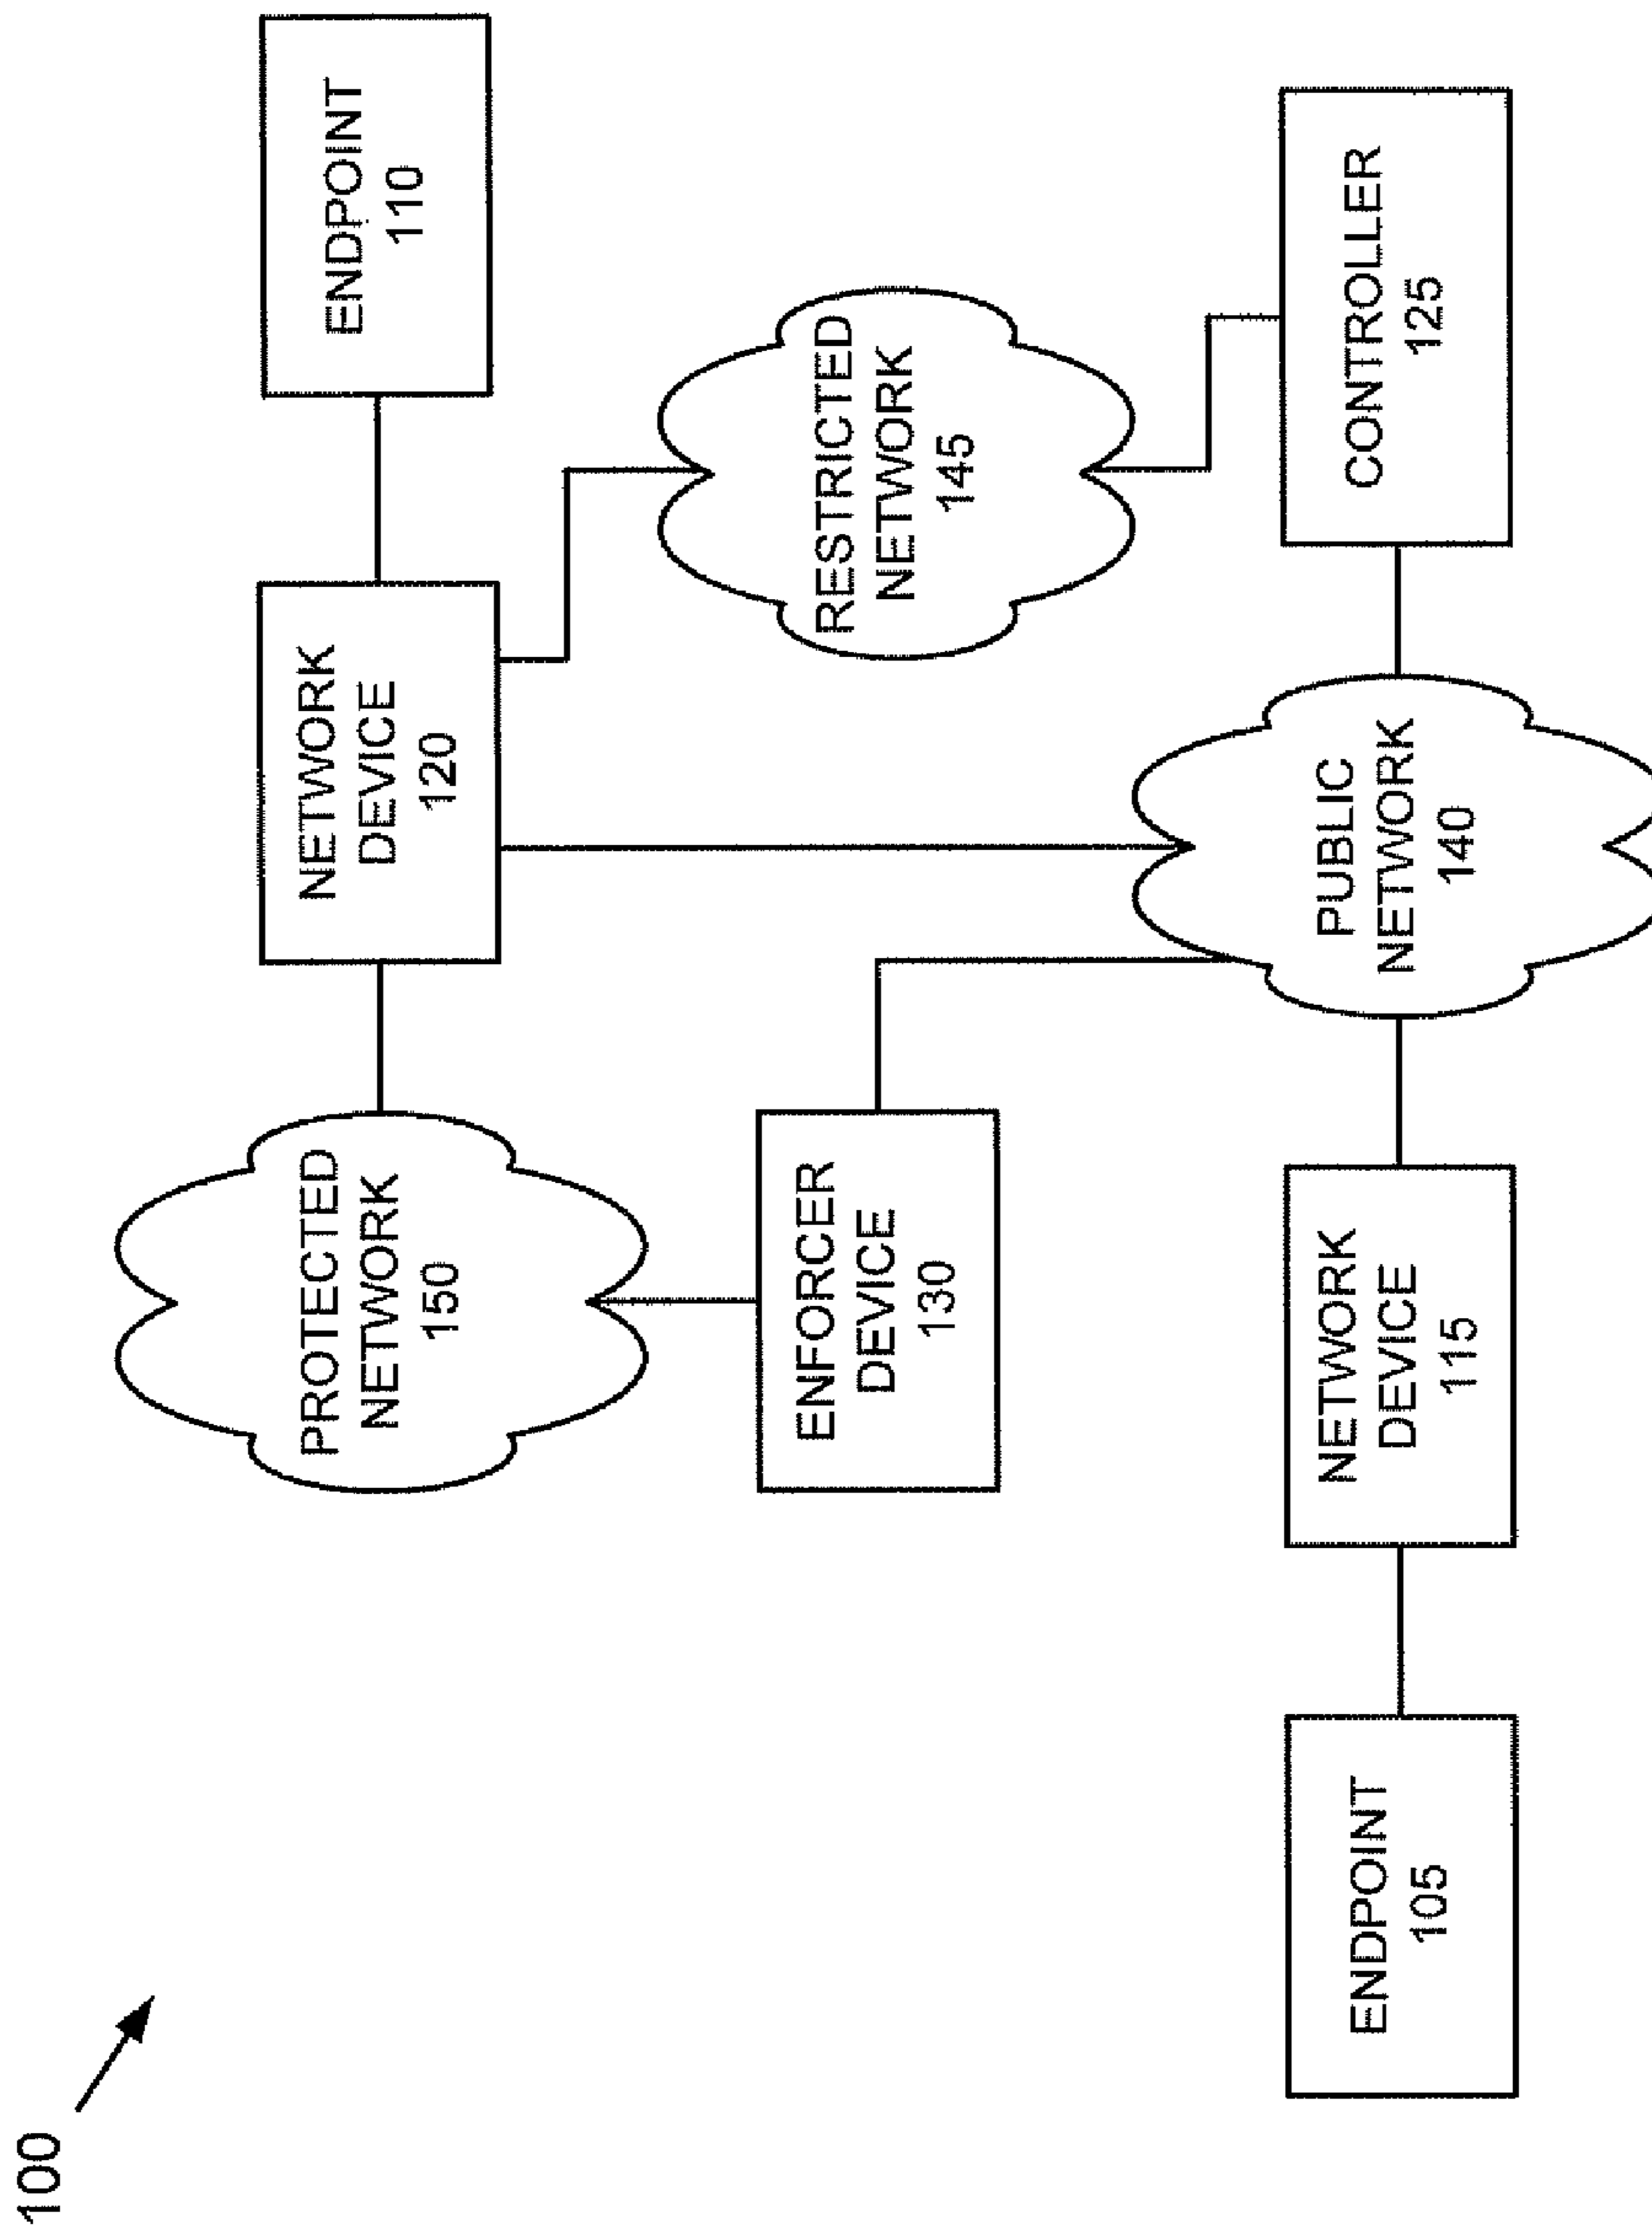 100
PROTECTED
NETWORK
150
NETWORK
DEVICE
120
ENDPOINT
110
ENFORCER
DEVICE
130
RESTRICTED
NETWORK
145
ENDPOINT
105
NETWORK
DEVICE
115
PUBLIC
NETWORK
140
CONTROLLER
125